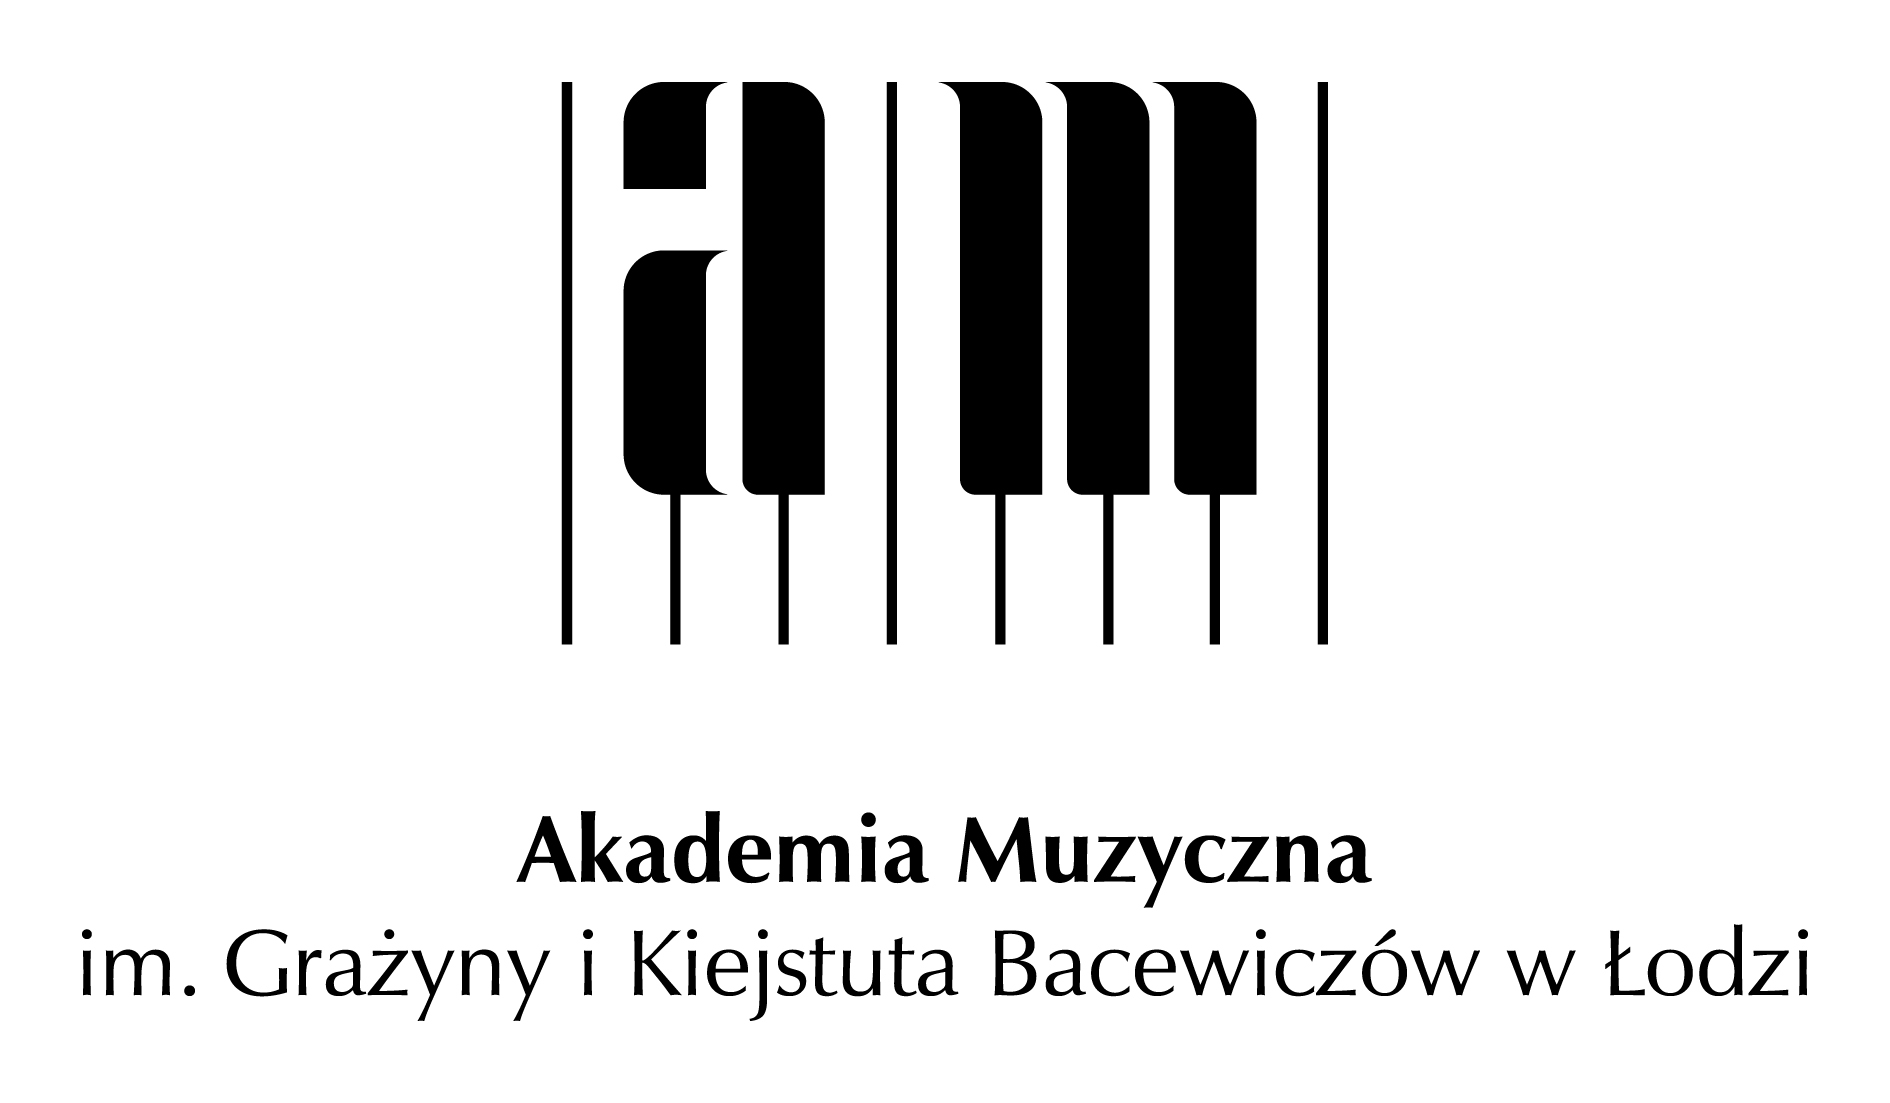 am
Akademia Muzyczna
im. Grażyny i Kiejstuta Bacewiczów w Łodzi